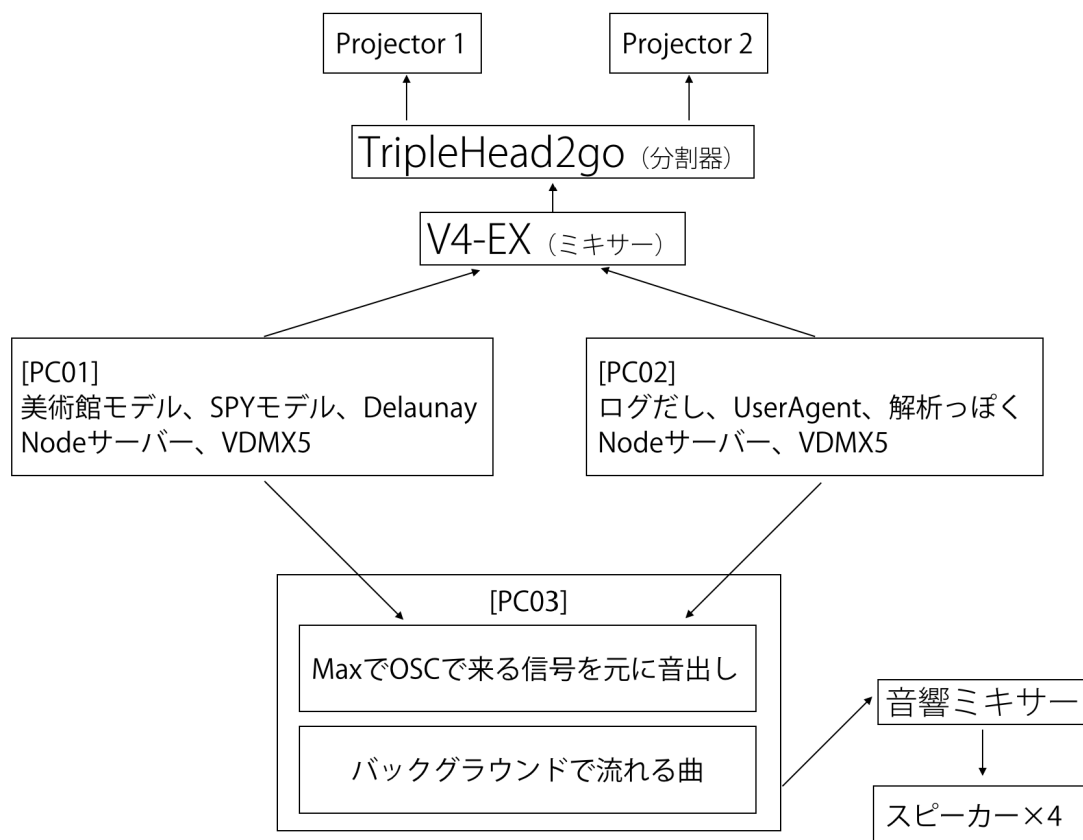 Projector 1
Projector 2
TripleHead2go（分割器）
V4-EX（ミキサー）
[PC01]
美術館モデル、SPYモデル、Delaunay
Nodeサーバー、VDMX5
[PC02]
ログだし、UserAgent、解析っぽく
Nodeサーバー、VDMX5
[PC03]
MaxでOSCで来る信号を元に音出し
バックグラウンドで流れる曲
音響ミキサー
スピーカー×4